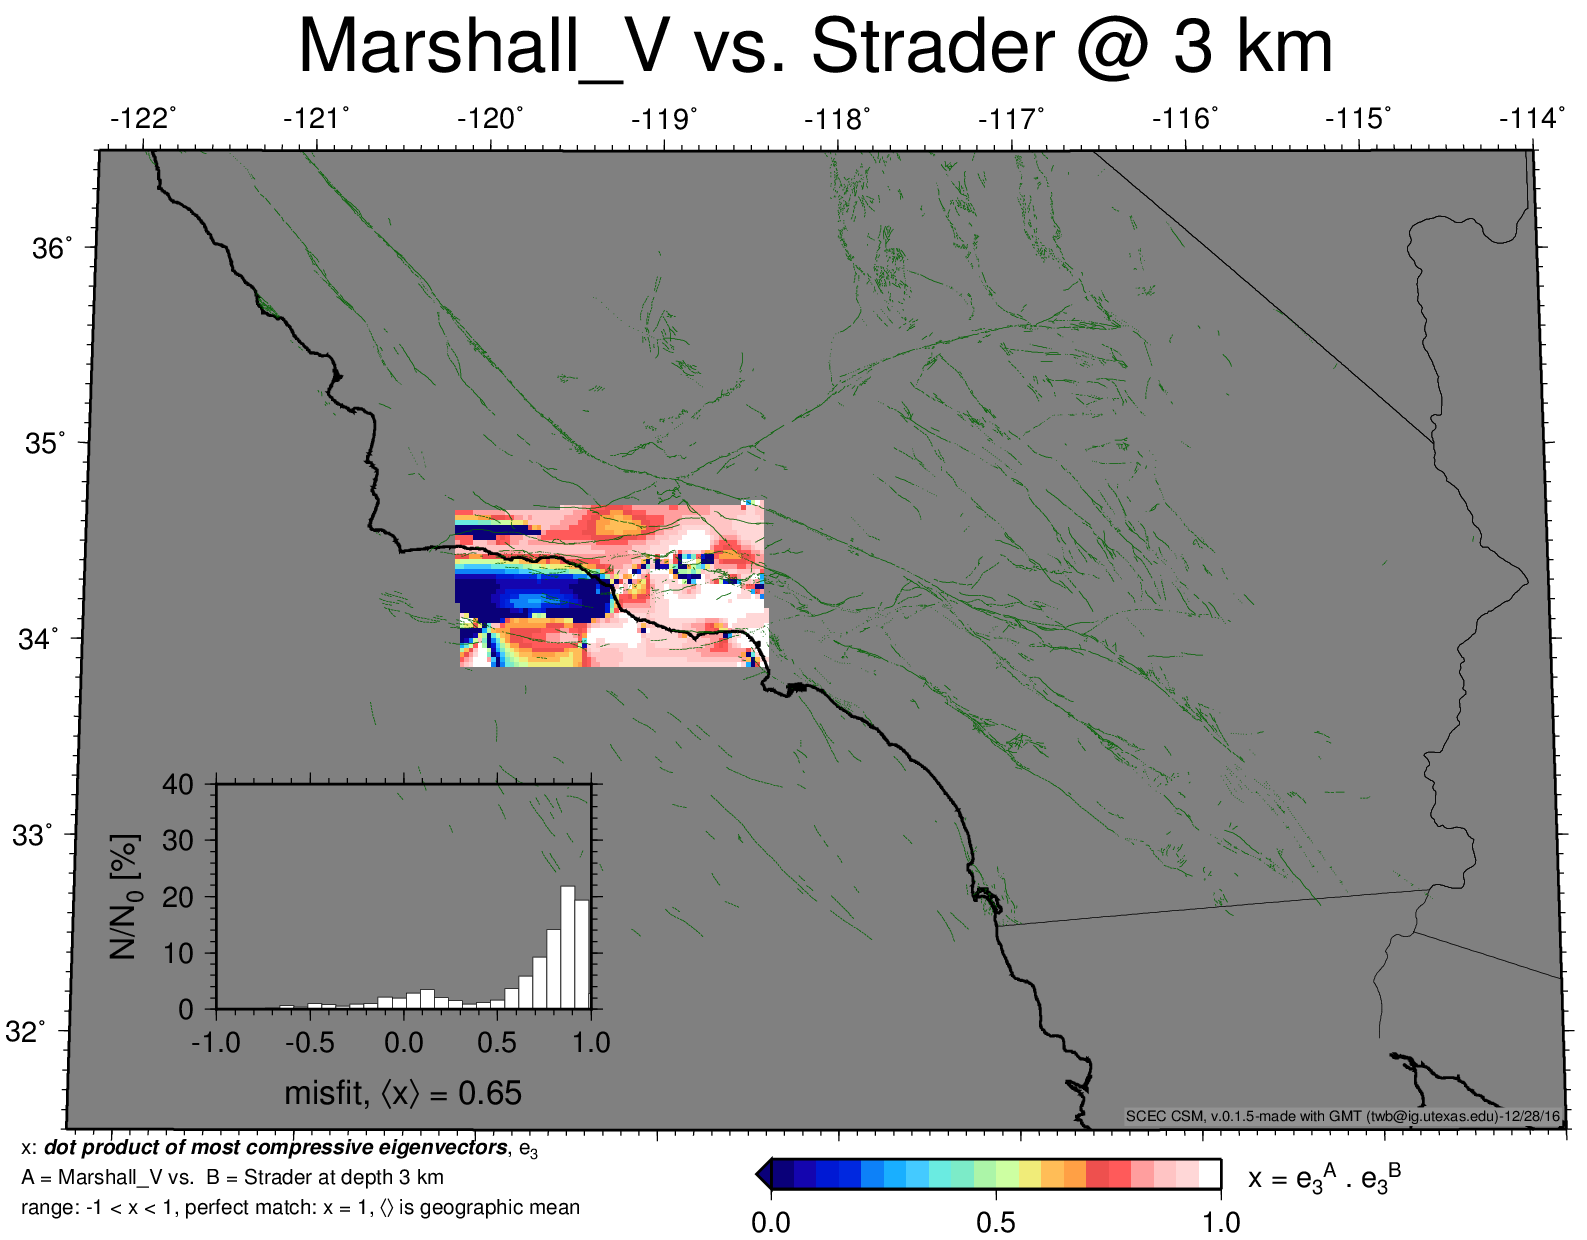 Marshall_V vs. Strader @ 3 km
-122° -121° -120° -119° -118° -117° -116° -115° -114°
36°
35°
34°
33°
32°
40
30
20
10
0
N/N0 [%]
-1.0 -0.5 0.0 0.5 1.0
misfit, ⟨x⟩ = 0.65
SCEC CSM, v.0.1.5-made with GMT (twb@ig.utexas.edu)-12/28/16
x: dot product of most compressive eigenvectors, e3
A = Marshall_V vs. B = Strader at depth 3 km
range: -1 < x < 1, perfect match: x = 1, ⟨⟩ is geographic mean
x = e3A . e3B
0.0 0.5 1.0